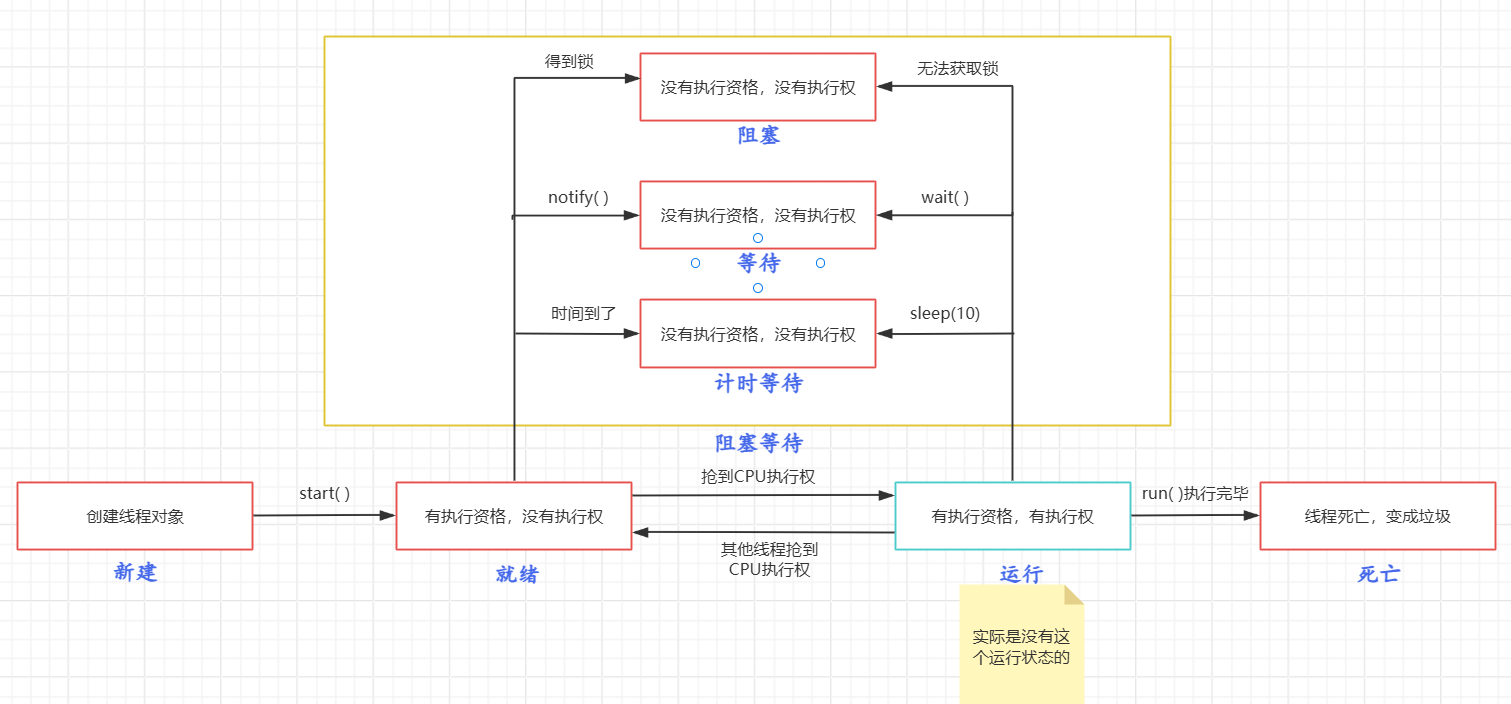 得到锁
无法获取锁
没有执行资格，没有执行权
阻塞
notify( )
wait( )
没有执行资格，没有执行权
等待
时间到了
sleep(10)
没有执行资格，没有执行权
计时等待
阻塞等待
抢到CPU执行权
start( )
run( )执行完毕
创建线程对象
有执行资格，没有执行权
有执行资格，有执行权
线程死亡，变成垃圾
其他线程抢到
CPU执行权
新建
就绪
运行
死亡
实际是没有这
个运行状态的